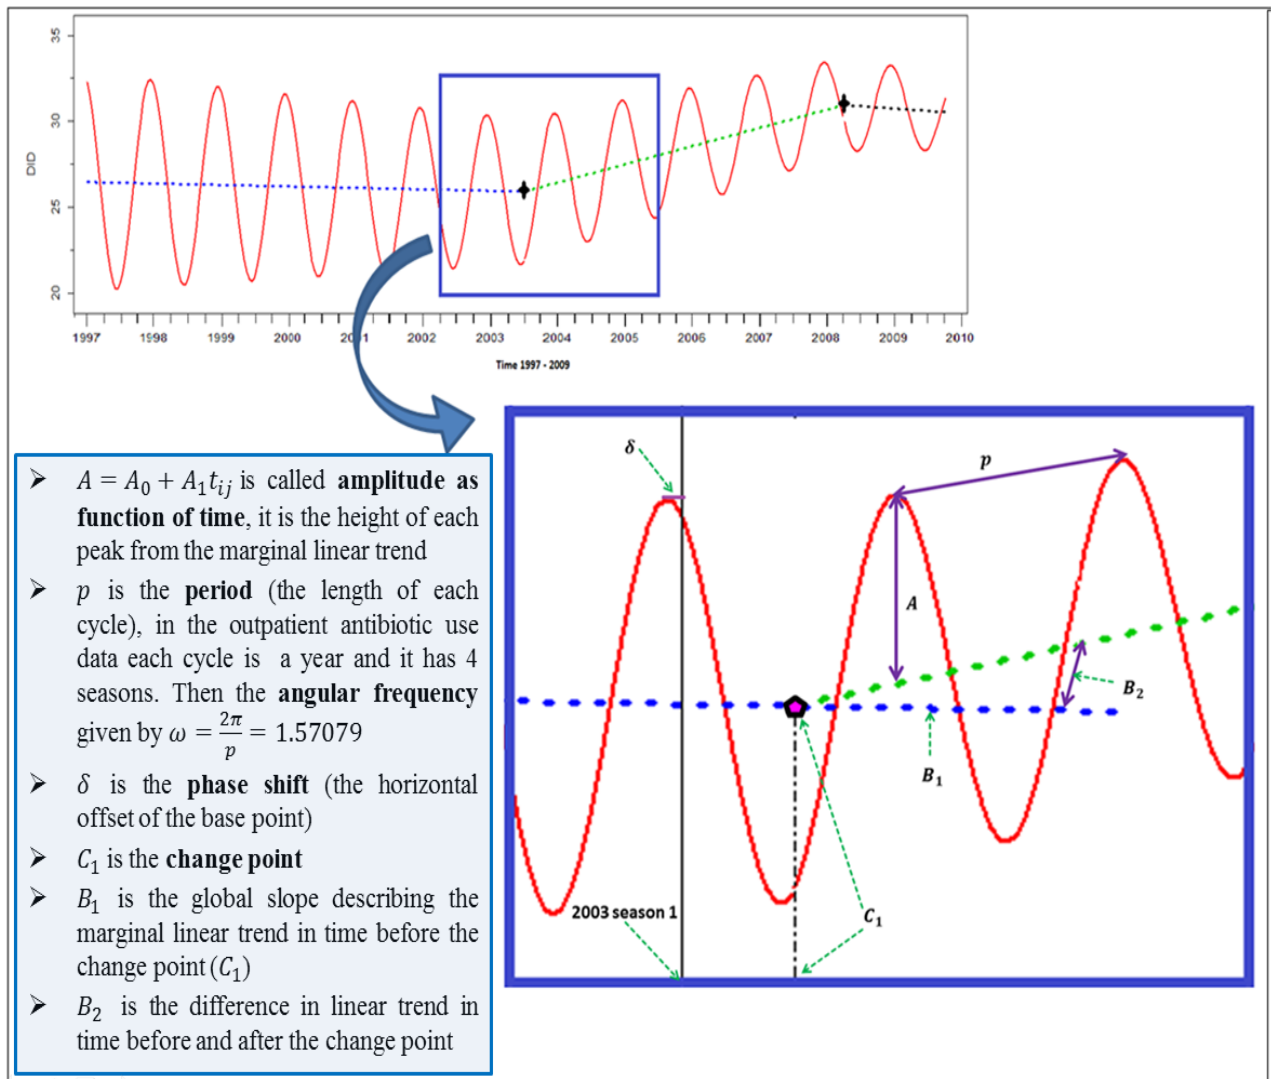 35
30
25
20
DID
1997 1998 1999 2000 2001 2002 2003 2004 2005 2006 2007 2008 2009 2010
Time 1997 - 2009
➢ A = A₀ + A₁tᵢⱼ is called amplitude as
function of time, it is the height of each
peak from the marginal linear trend
➢ p is the period (the length of each
cycle), in the outpatient antibiotic use
data each cycle is a year and it has 4
seasons. Then the angular frequency
given by ω = 2π/p = 1.57079
➢ δ is the phase shift (the horizontal
offset of the base point)
➢ C₁ is the change point
➢ B₁ is the global slope describing the
marginal linear trend in time before the
change point (C₁)
➢ B₂ is the difference in linear trend in
time before and after the change point
δ
p
A
B₂
B₁
2003 season 1
C₁